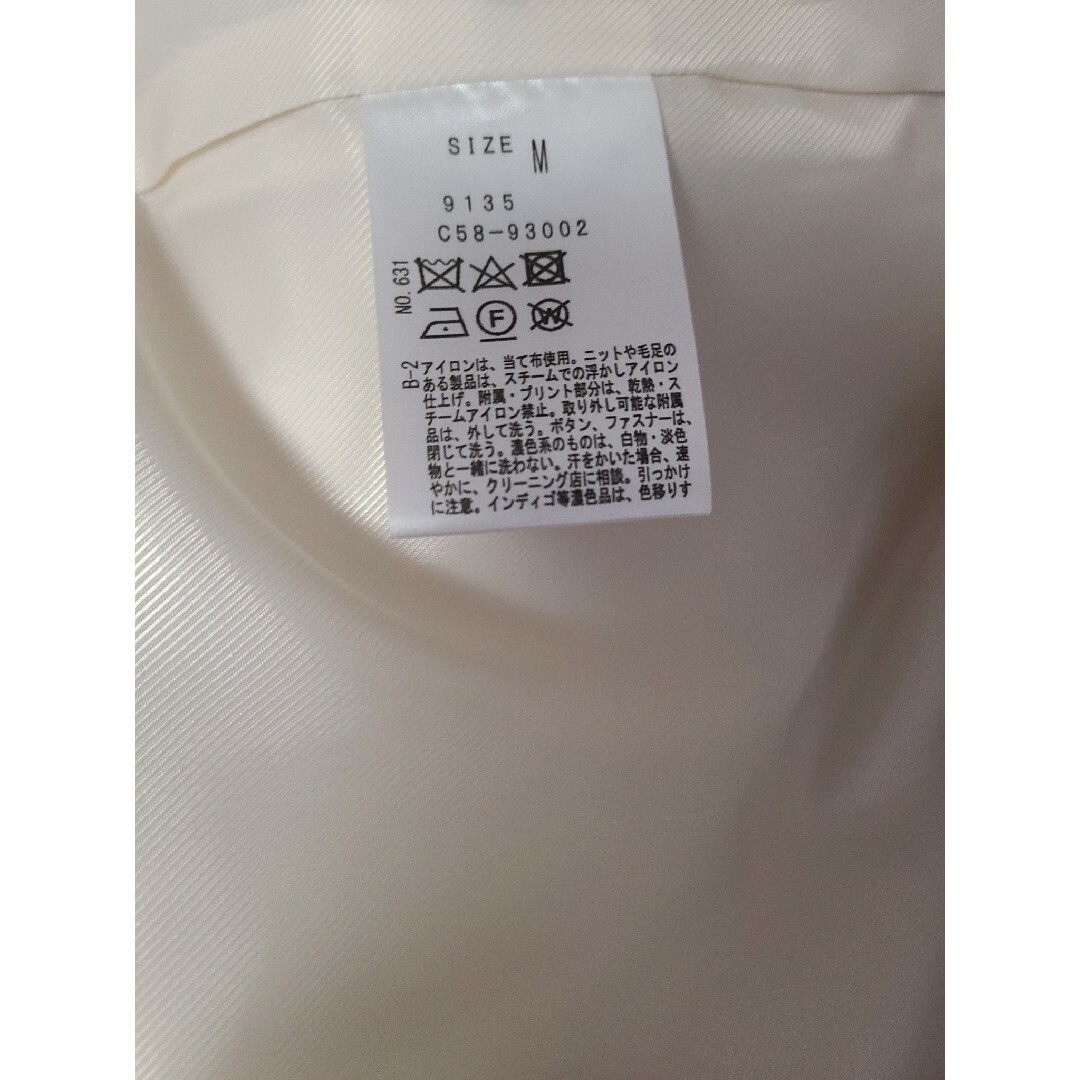 SIZE M
9135
C58-93002
NO.631
F
W
B-2
アイロンは、当て布使用。ニットや毛足の
ある製品は、スチームでの浮かしアイロン
仕上げ。附属・プリント部分は、乾熱・ス
チームアイロン禁止。取り外し可能な附属
品は、外して洗う。ボタン、ファスナーは、
閉じて洗う。濃色系のものは、白物・淡色
物と一緒に洗わない。汗をかいた場合、速
やかに、クリーニング店に相談。引っかけ
に注意。インディゴ等濃色品は、色移りす